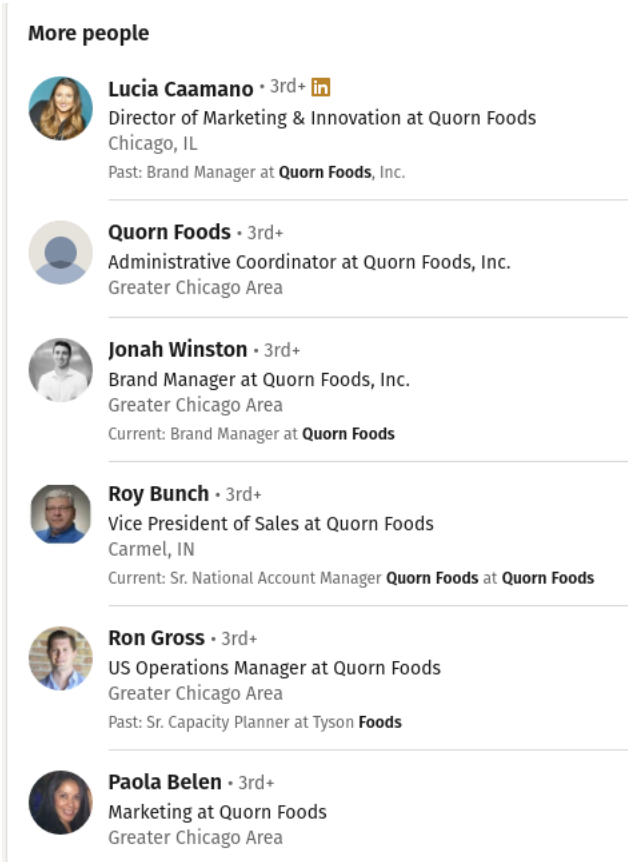 More people
Lucia Caamano • 3rd+ in
Director of Marketing & Innovation at Quorn Foods
Chicago, IL
Past: Brand Manager at Quorn Foods, Inc.
Quorn Foods • 3rd+
Administrative Coordinator at Quorn Foods, Inc.
Greater Chicago Area
Jonah Winston • 3rd+
Brand Manager at Quorn Foods, Inc.
Greater Chicago Area
Current: Brand Manager at Quorn Foods
Roy Bunch • 3rd+
Vice President of Sales at Quorn Foods
Carmel, IN
Current: Sr. National Account Manager Quorn Foods at Quorn Foods
Ron Gross • 3rd+
US Operations Manager at Quorn Foods
Greater Chicago Area
Past: Sr. Capacity Planner at Tyson Foods
Paola Belen • 3rd+
Marketing at Quorn Foods
Greater Chicago Area